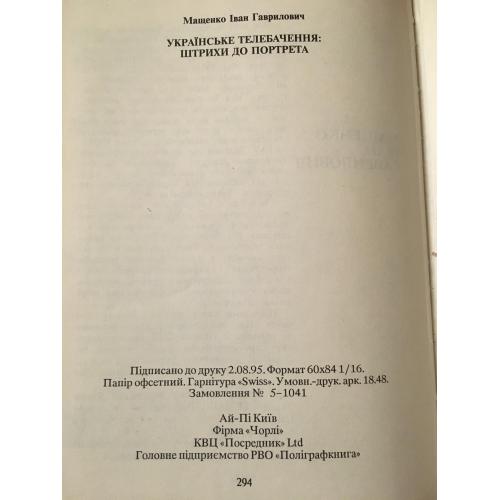 Мащенко Іван Гаврилович
УКРАЇНСЬКЕ ТЕЛЕБАЧЕННЯ:
ШТРИХИ ДО ПОРТРЕТА
Підписано до друку 2.08.95. Формат 60х84 1/16.
Папір офсетний. Гарнітура «Swiss». Умовн.-друк. арк. 18.48.
Замовлення № 5–1041
Ай-Пі Київ
Фірма «Чорлі»
КВЦ «Посредник» Ltd
Головне підприємство РВО «Поліграфкнига»
294